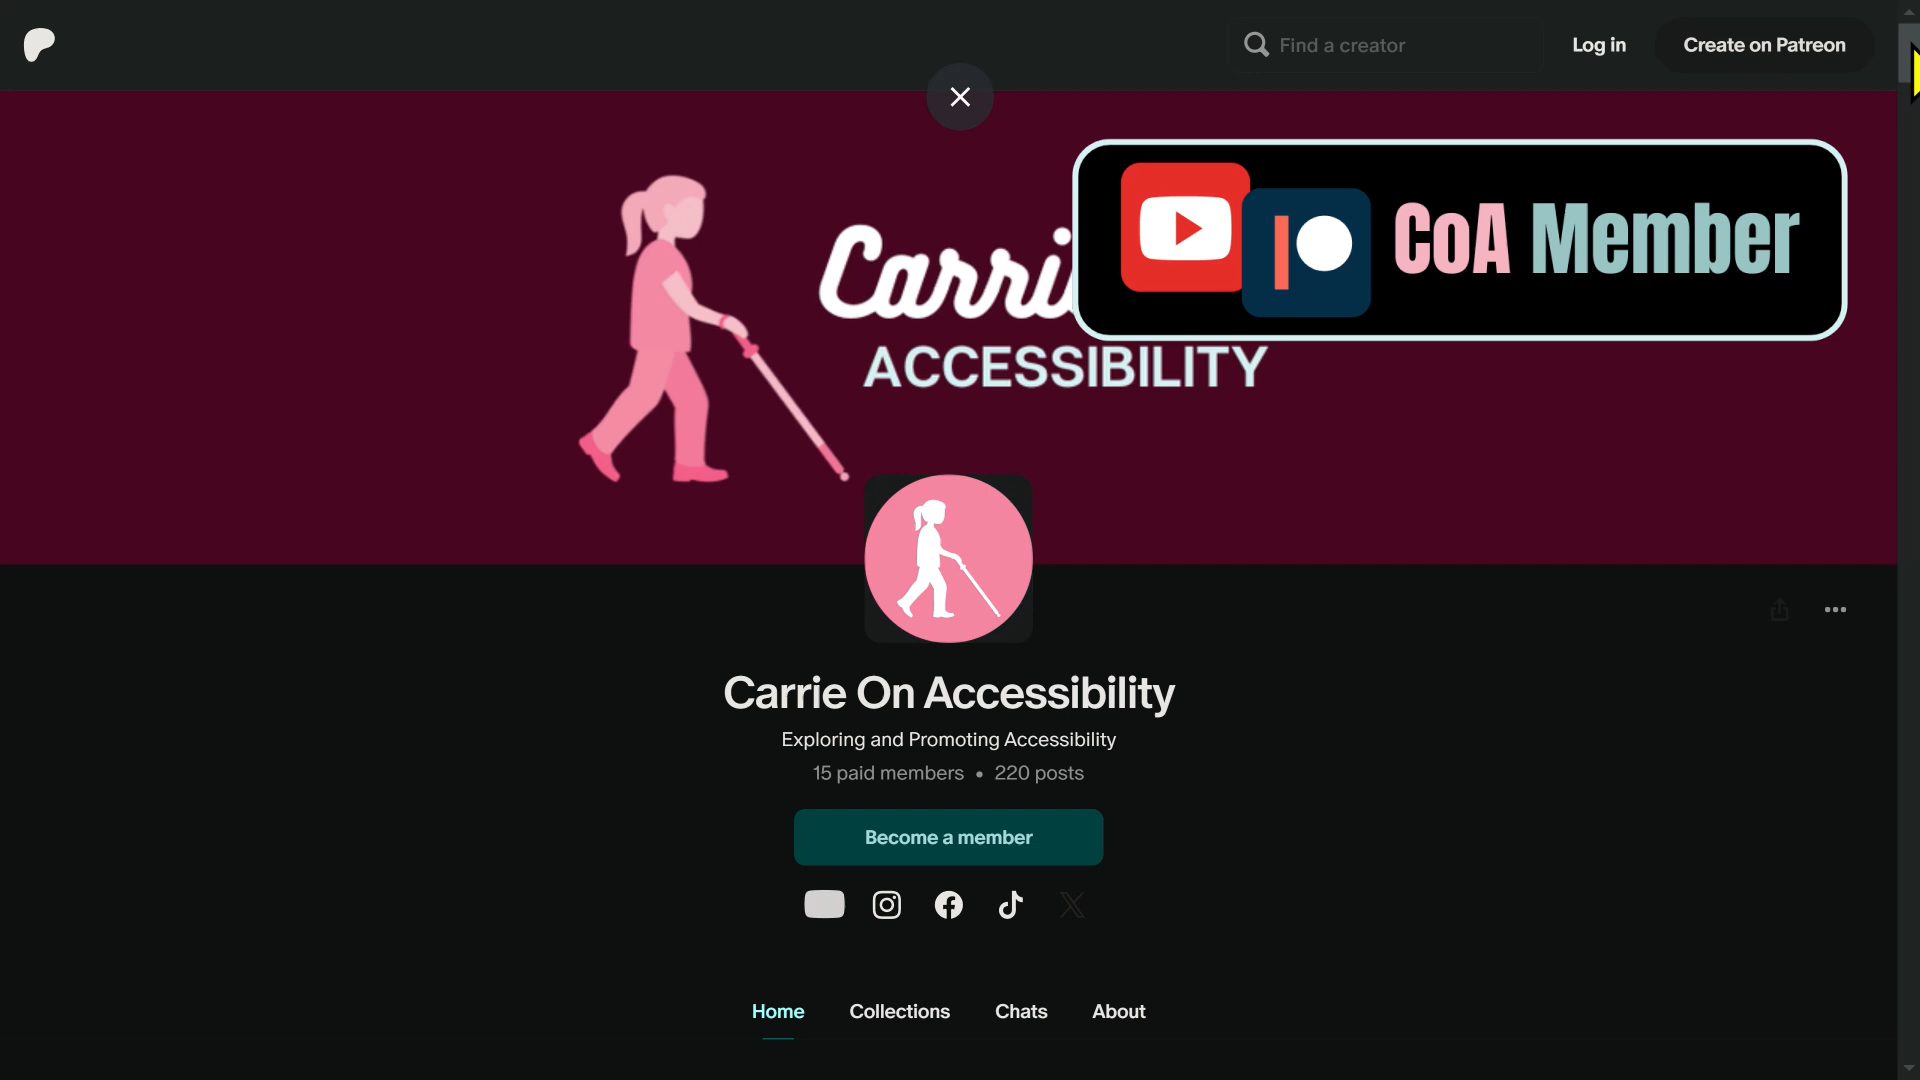 Find a creator
Log in
Create on Patreon
CoA Member
Carri
ACCESSIBILITY
Carrie On Accessibility
Exploring and Promoting Accessibility
15 paid members • 220 posts
Become a member
Home
Collections
Chats
About